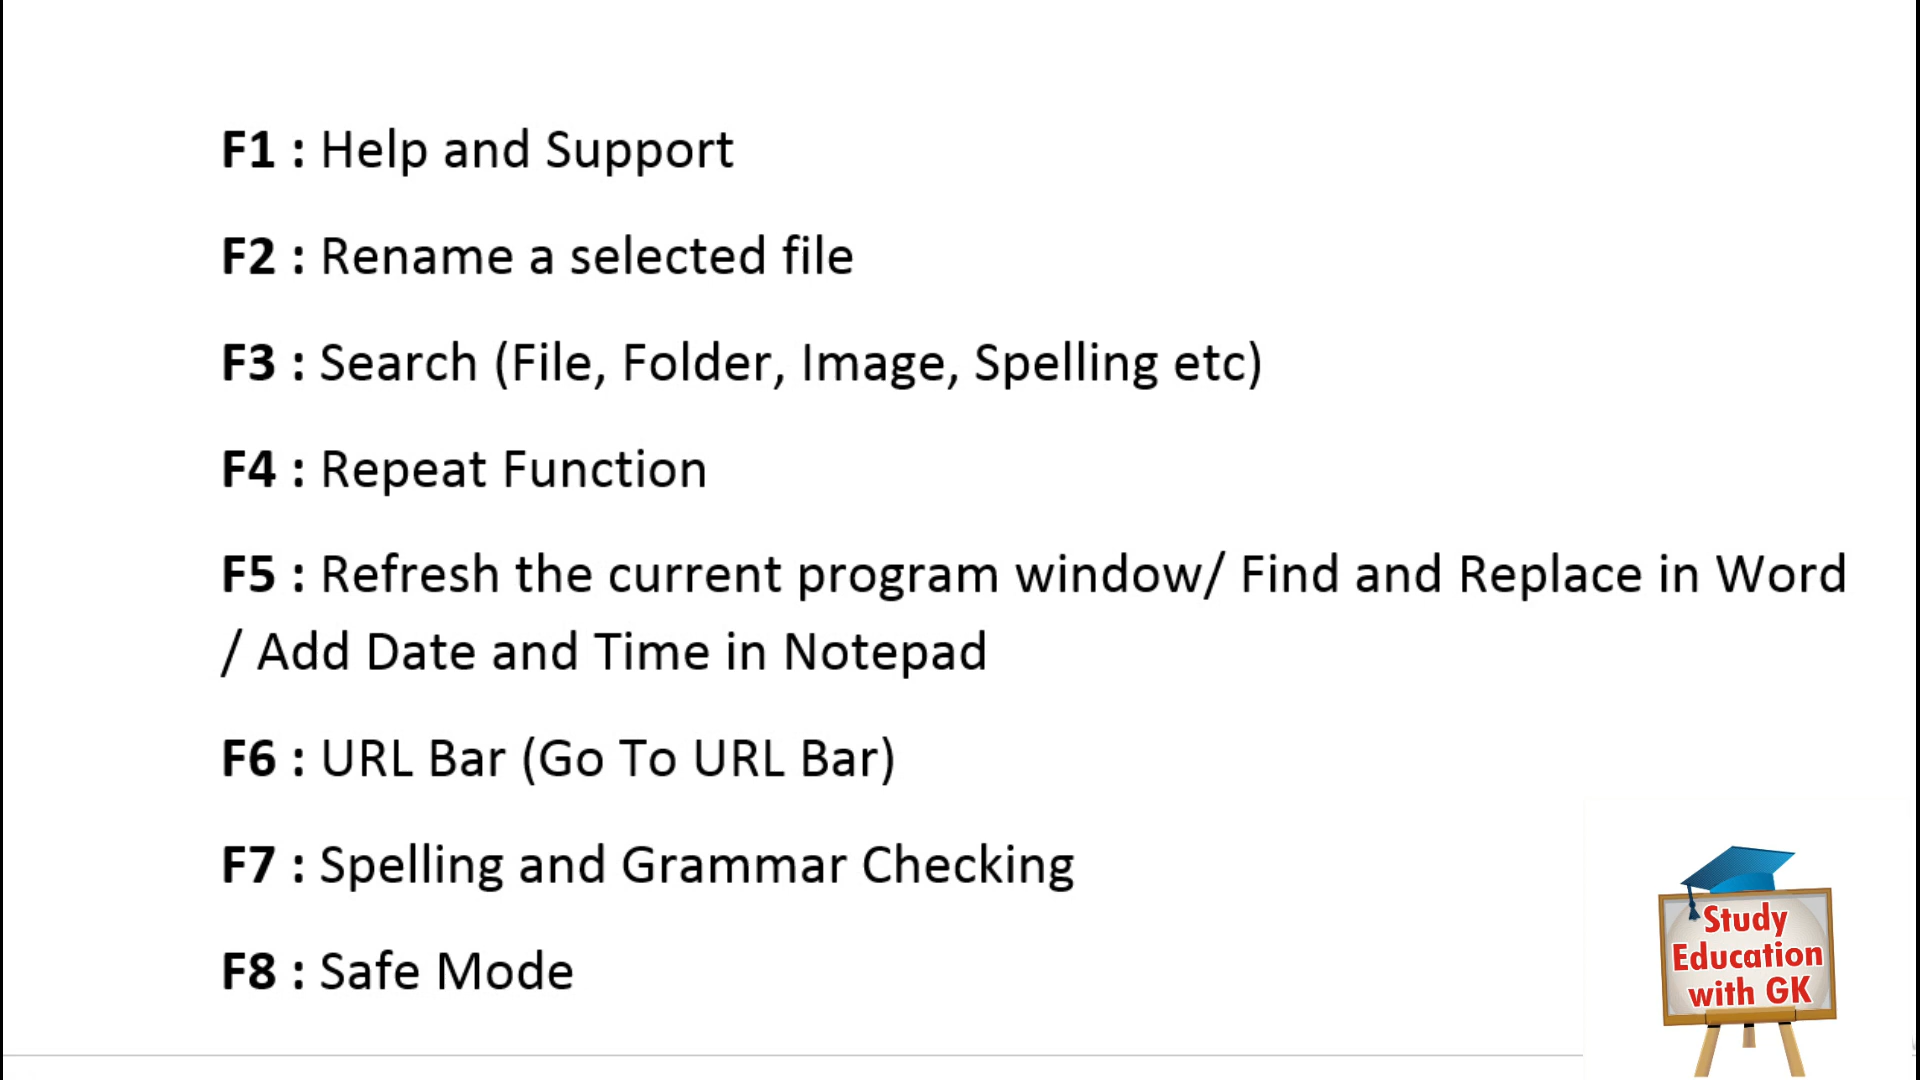 F1 : Help and Support
F2 : Rename a selected file
F3 : Search (File, Folder, Image, Spelling etc)
F4 : Repeat Function
F5 : Refresh the current program window/ Find and Replace in Word
/ Add Date and Time in Notepad
F6 : URL Bar (Go To URL Bar)
F7 : Spelling and Grammar Checking
F8 : Safe Mode
Study
Education
with GK